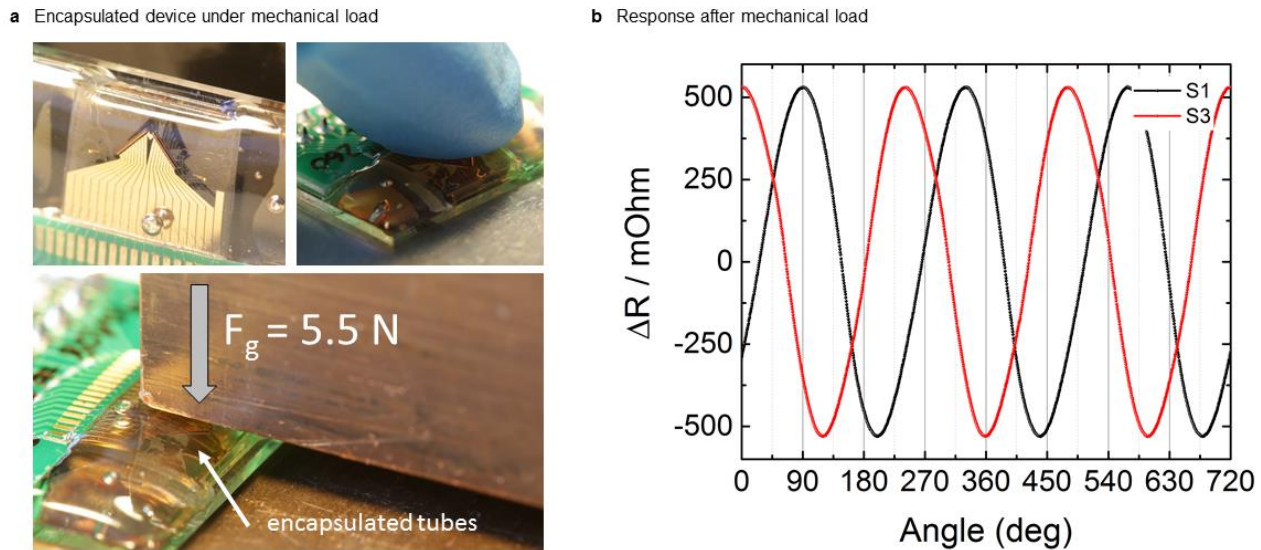 a Encapsulated device under mechanical load
F_g = 5.5 N
encapsulated tubes
b Response after mechanical load
500
250
0
-250
-500
ΔR / mOhm
S1
S3
0 90 180 270 360 450 540 630 720
Angle (deg)